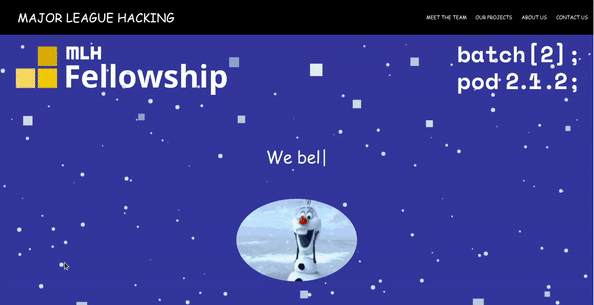 MAJOR LEAGUE HACKING
MEET THE TEAM OUR PROJECTS ABOUT US CONTACT US
MLH
Fellowship
batch[2];
pod 2.1.2;
We bel|